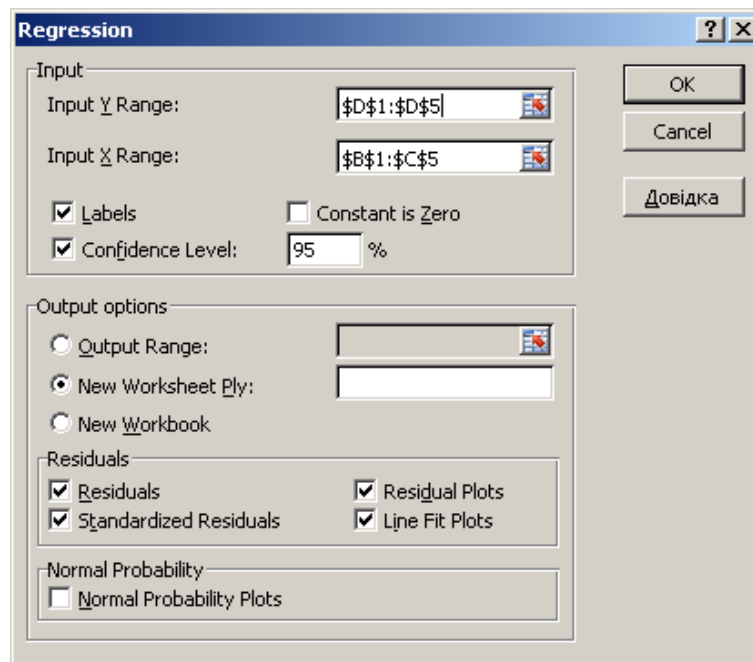 Regression
Input
Input Y Range: $D$1:$D$5
Input X Range: $B$1:$C$5
Labels Constant is Zero
Confidence Level: 95 %
OK
Cancel
Довідка
Output options
Output Range:
New Worksheet Ply:
New Workbook
Residuals
Residuals Residual Plots
Standardized Residuals Line Fit Plots
Normal Probability
Normal Probability Plots